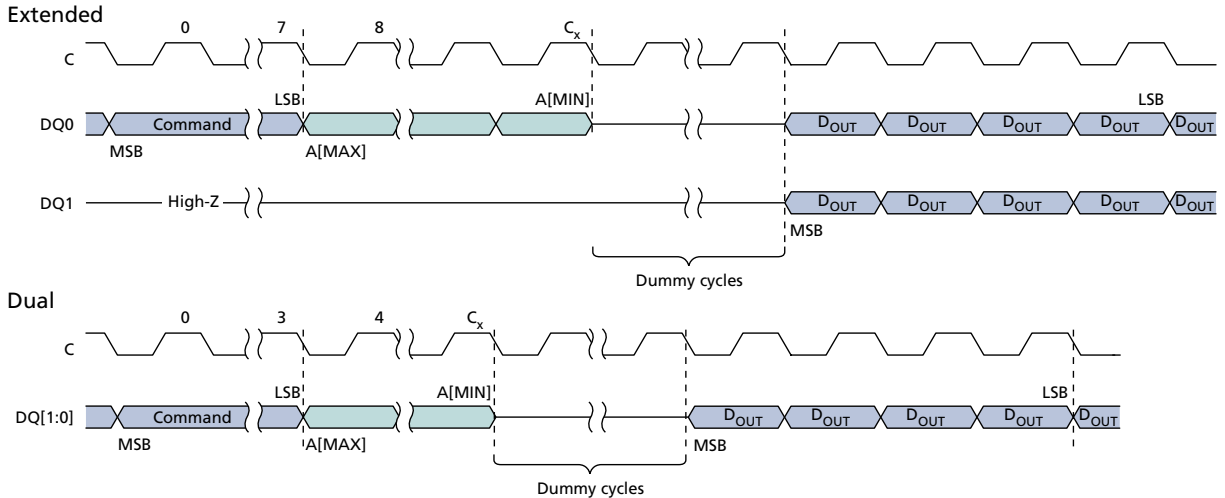 Extended
0 7 8 Cx
C
LSB A[MIN] LSB
DQ0 Command DOUT DOUT DOUT DOUT DOUT
MSB A[MAX]
DQ1 High-Z DOUT DOUT DOUT DOUT DOUT
MSB
Dummy cycles
Dual
0 3 4 Cx
C
LSB A[MIN] LSB
DQ[1:0] Command DOUT DOUT DOUT DOUT DOUT
MSB A[MAX] MSB
Dummy cycles